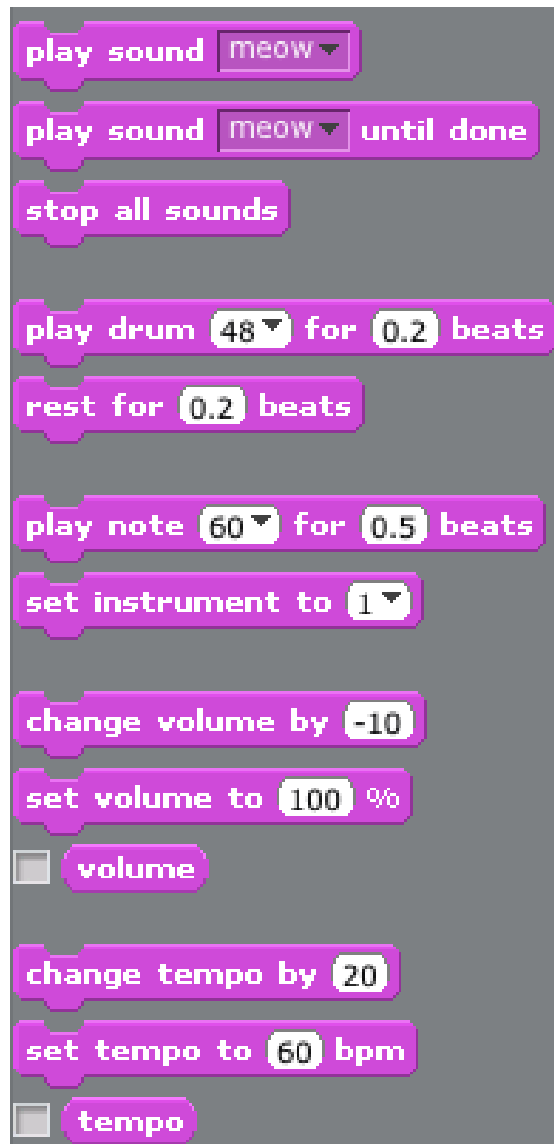 play sound meow
play sound meow until done
stop all sounds
play drum 48 for 0.2 beats
rest for 0.2 beats
play note 60 for 0.5 beats
set instrument to 1
change volume by -10
set volume to 100 %
volume
change tempo by 20
set tempo to 60 bpm
tempo